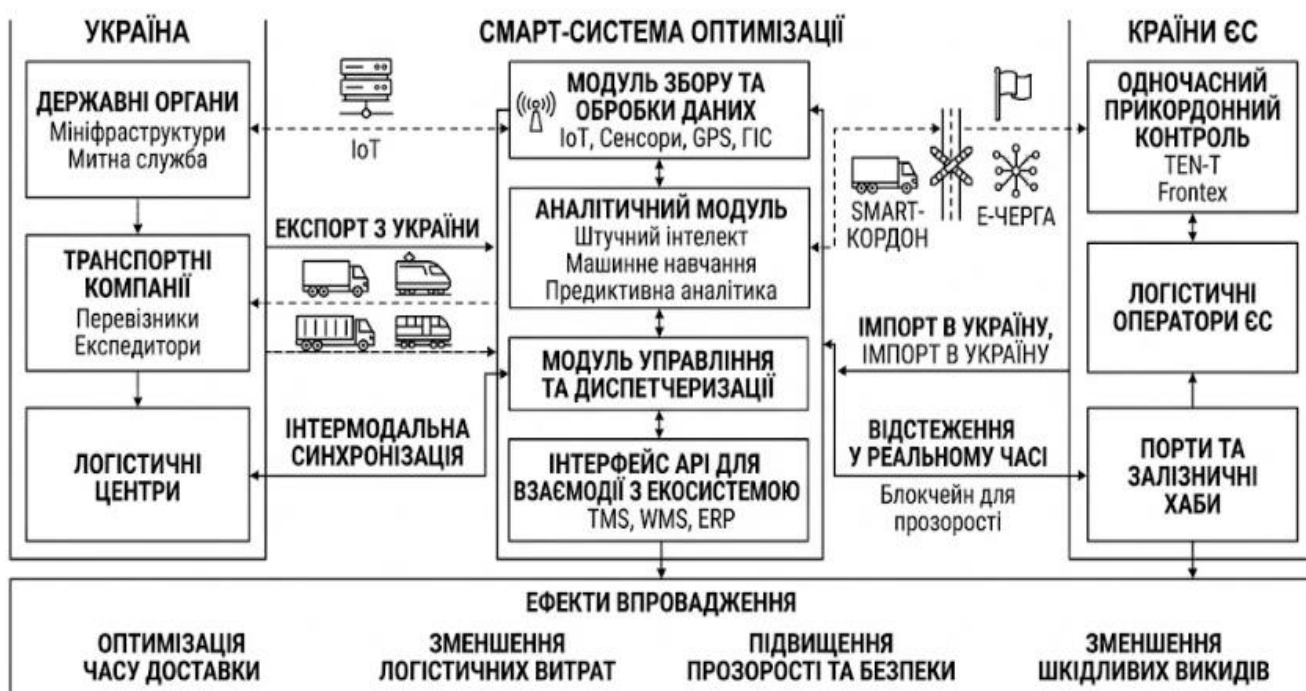 УКРАЇНА
ДЕРЖАВНІ ОРГАНИ
Мініфраструктури
Митна служба
ТРАНСПОРТНІ
КОМПАНІЇ
Перевізники
Експедитори
ЛОГІСТИЧНІ
ЦЕНТРИ
IoT
ЕКСПОРТ З УКРАЇНИ
ІНТЕРМОДАЛЬНА
СИНХРОНІЗАЦІЯ
СМАРТ-СИСТЕМА ОПТИМІЗАЦІЇ
МОДУЛЬ ЗБОРУ ТА
ОБРОБКИ ДАНИХ
IoT, Сенсори, GPS, ГІС
АНАЛІТИЧНИЙ МОДУЛЬ
Штучний інтелект
Машинне навчання
Предиктивна аналітика
МОДУЛЬ УПРАВЛІННЯ
ТА ДИСПЕТЧЕРИЗАЦІЇ
ІНТЕРФЕЙС API ДЛЯ
ВЗАЄМОДІЇ З ЕКОСИСТЕМОЮ
TMS, WMS, ERP
SMART-
КОРДОН
Е-ЧЕРГА
ІМПОРТ В УКРАЇНУ,
ІМПОРТ В УКРАЇНУ
ВІДСТЕЖЕННЯ
У РЕАЛЬНОМУ ЧАСІ
Блокчейн для
прозорості
КРАЇНИ ЄС
ОДНОЧАСНИЙ
ПРИКОРДОННИЙ
КОНТРОЛЬ
TEN-T
Frontex
ЛОГІСТИЧНІ
ОПЕРАТОРИ ЄС
ПОРТИ ТА
ЗАЛІЗНИЧНІ
ХАБИ
ЕФЕКТИ ВПРОВАДЖЕННЯ
ОПТИМІЗАЦІЯ
ЧАСУ ДОСТАВКИ
ЗМЕНШЕННЯ
ЛОГІСТИЧНИХ ВИТРАТ
ПІДВИЩЕННЯ
ПРОЗОРОСТІ ТА БЕЗПЕКИ
ЗМЕНШЕННЯ
ШКІДЛИВИХ ВИКИДІВ